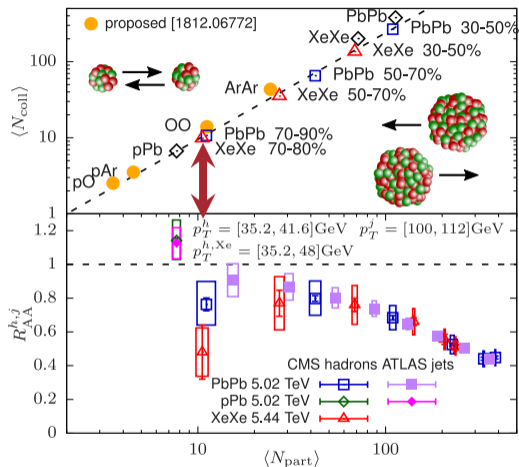 proposed [1812.06772]
PbPb
PbPb 30-50%
XeXe
XeXe 30-50%
PbPb 50-70%
ArAr
XeXe 50-70%
OO
PbPb 70-90%
XeXe 70-80%
pPb
pAr
pO
100
10
1
⟨N_coll⟩
p_T^h = [35.2, 41.6]GeV p_T^j = [100, 112]GeV
p_T^{h,Xe} = [35.2, 48]GeV
1.2
1
0.8
0.6
0.4
0.2
0
R_AA^{h,j}
CMS hadrons ATLAS jets
PbPb 5.02 TeV
pPb 5.02 TeV
XeXe 5.44 TeV
10
100
⟨N_part⟩